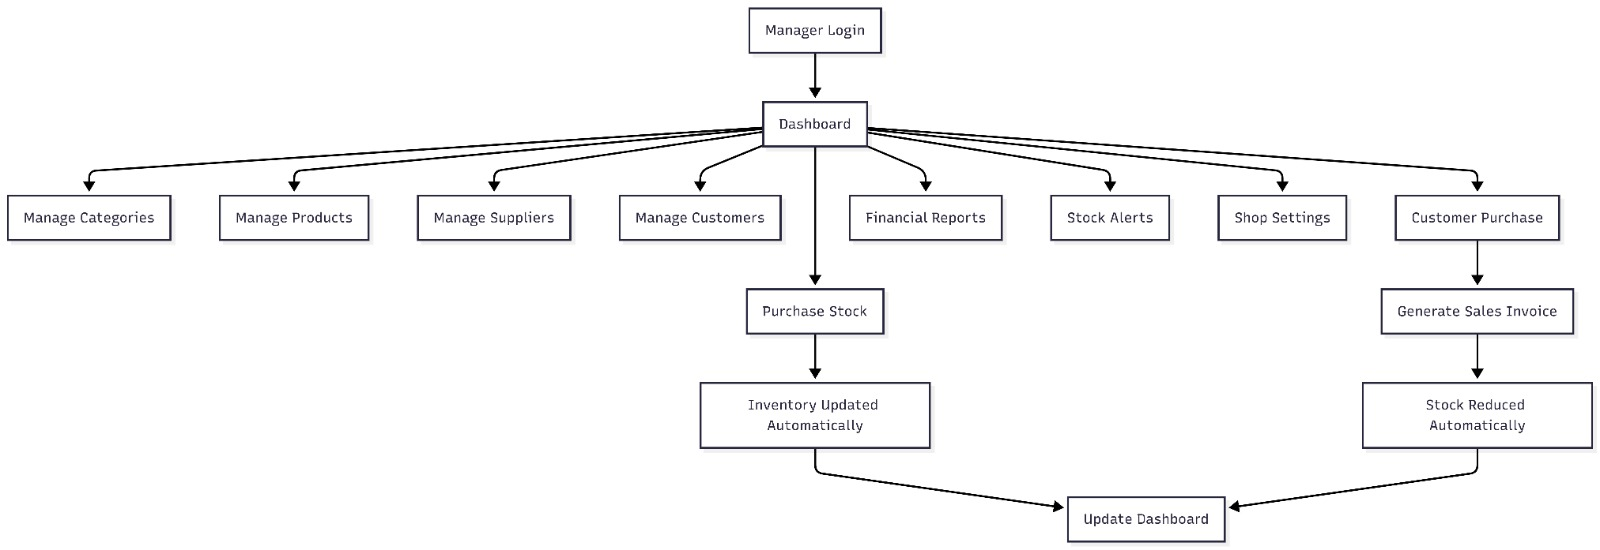 Manager Login
Dashboard
Manage Categories
Manage Products
Manage Suppliers
Manage Customers
Financial Reports
Stock Alerts
Shop Settings
Customer Purchase
Purchase Stock
Generate Sales Invoice
Inventory Updated
Automatically
Stock Reduced
Automatically
Update Dashboard